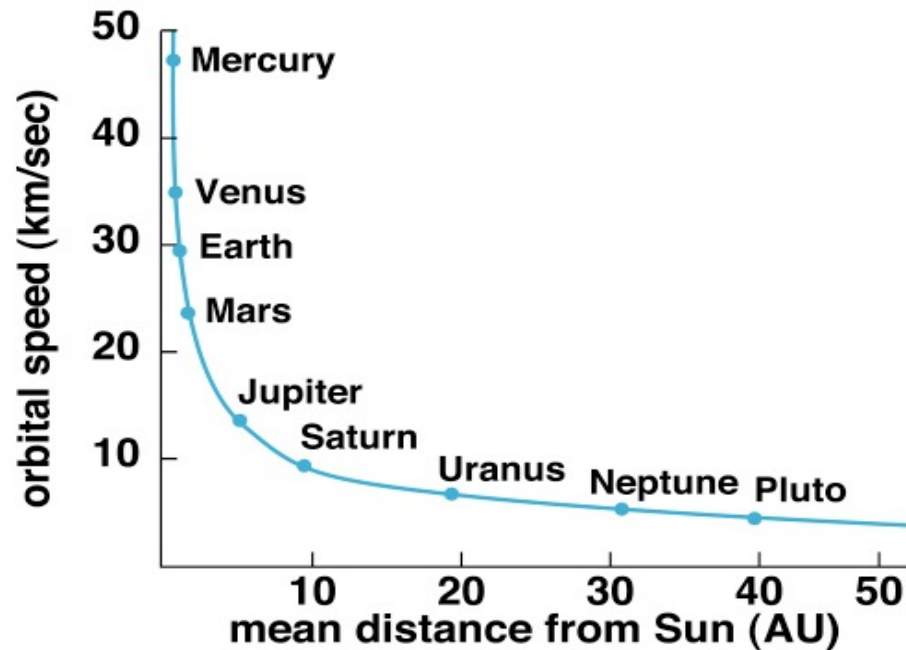 orbital speed (km/sec)
50
40
30
20
10
Mercury
Venus
Earth
Mars
Jupiter
Saturn
Uranus
Neptune
Pluto
10 20 30 40 50
mean distance from Sun (AU)